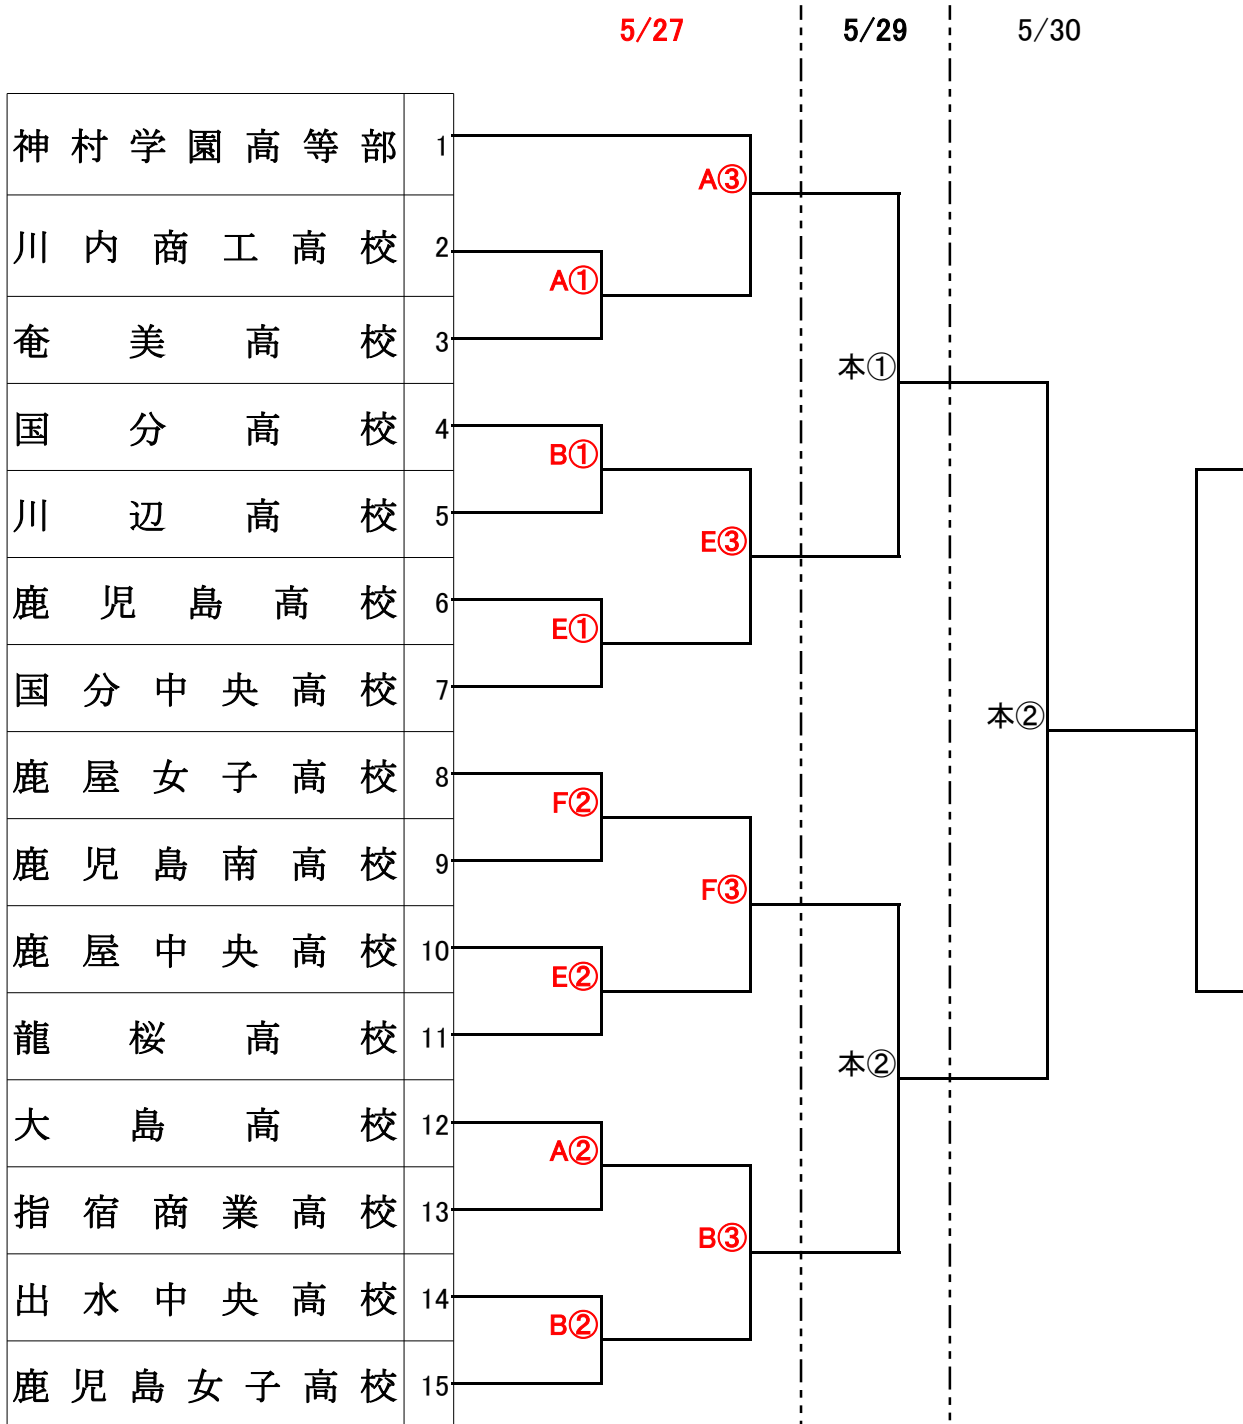 5/27 5/29 5/30
神村学園高等部 1
A③
川内商工高校 2
A①
奄美高校 3
本①
国分高校 4
B①
川辺高校 5
E③
鹿児島高校 6
E①
国分中央高校 7
本②
鹿屋女子高校 8
F②
鹿児島南高校 9
F③
鹿屋中央高校 10
E②
龍桜高校 11
本②
大島高校 12
A②
指宿商業高校 13
B③
出水中央高校 14
B②
鹿児島女子高校 15